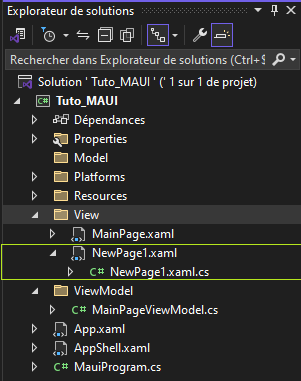 Explorateur de solutions
Rechercher dans Explorateur de solutions (Ctrl+$
Solution ' Tuto_MAUI' (' 1 sur 1 de projet)
C# Tuto_MAUI
Dépendances
Properties
Model
Platforms
Resources
View
MainPage.xaml
NewPage1.xaml
C# NewPage1.xaml.cs
ViewModel
C# MainPageViewModel.cs
App.xaml
AppShell.xaml
C# MauiProgram.cs